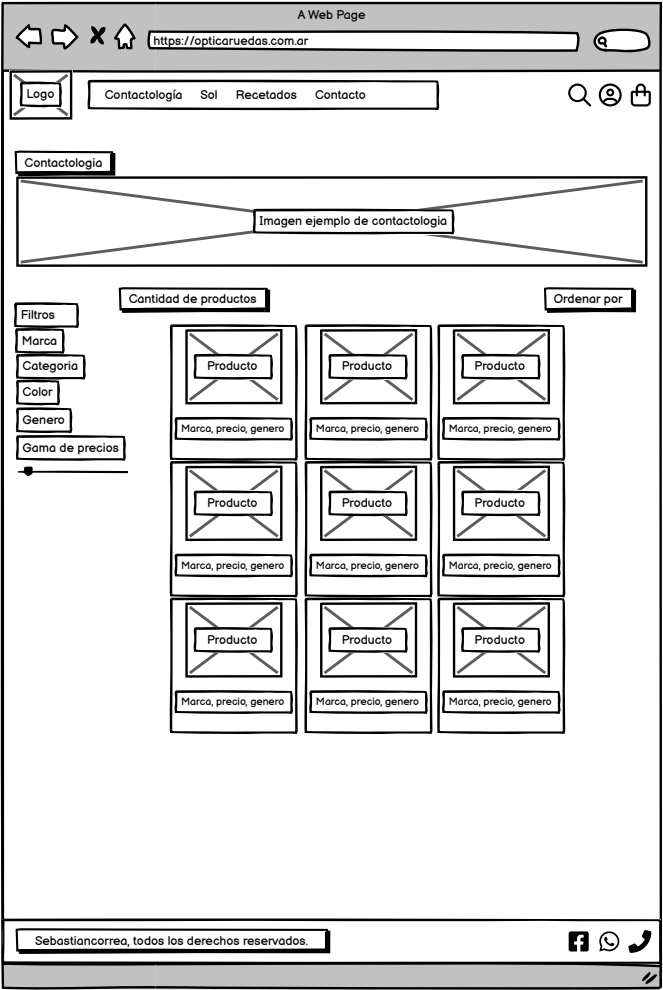 A Web Page
https://opticaruedas.com.ar
Logo
Contactología Sol Recetados Contacto
Contactologia
Imagen ejemplo de contactologia
Cantidad de productos
Ordenar por
Filtros
Marca
Categoria
Color
Genero
Gama de precios
Producto Producto Producto
Marca, precio, genero Marca, precio, genero Marca, precio, genero
Producto Producto Producto
Marca, precio, genero Marca, precio, genero Marca, precio, genero
Producto Producto Producto
Marca, precio, genero Marca, precio, genero Marca, precio, genero
Sebastiancorrea, todos los derechos reservados.